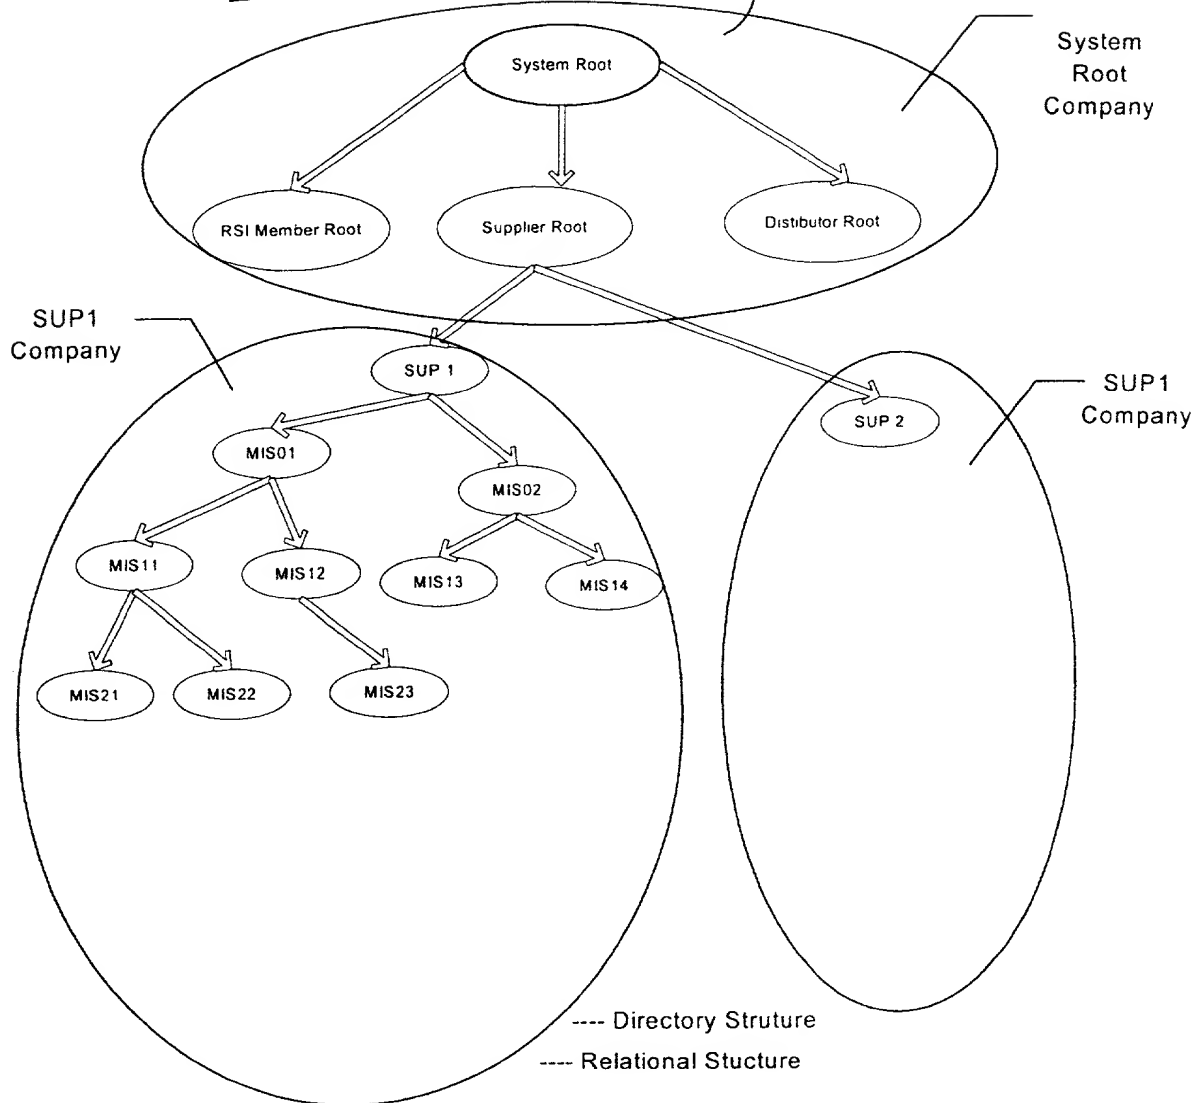 System Root
System
Root
Company
RSI Member Root
Supplier Root
Distibutor Root
SUP1
Company
SUP 1
SUP1
Company
SUP 2
MIS01
MIS02
MIS11
MIS12
MIS13
MIS14
MIS21
MIS22
MIS23
---- Directory Struture
---- Relational Stucture